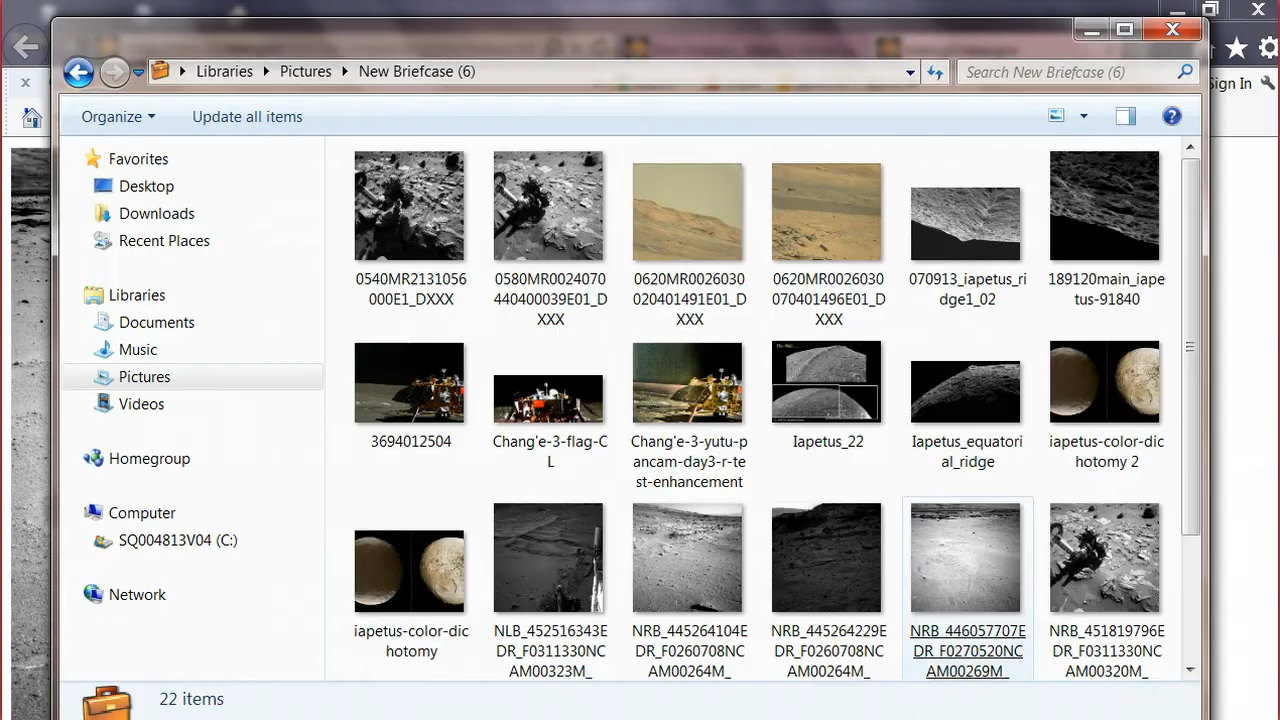 Libraries Pictures New Briefcase (6)
Search New Briefcase (6)
Sign In
Organize
Update all items
Favorites
Desktop
Downloads
Recent Places
Libraries
Documents
Music
Pictures
Videos
Homegroup
Computer
SQ004813V04 (C:)
Network
0540MR2131056
000E1_DXXX
0580MR0024070
440400039E01_D
XXX
0620MR0026030
020401491E01_D
XXX
0620MR0026030
070401496E01_D
XXX
070913_iapetus_ri
dge1_02
189120main_iape
tus-91840
3694012504
Chang'e-3-flag-C
L
Chang'e-3-yutu-p
ancam-day3-r-te
st-enhancement
Iapetus_22
Iapetus_equatori
al_ridge
iapetus-color-dic
hotomy 2
iapetus-color-dic
hotomy
NLB_452516343E
DR_F0311330NC
AM00323M_
NRB_445264104E
DR_F0260708NC
AM00264M_
NRB_445264229E
DR_F0260708NC
AM00264M_
NRB_446057707E
DR_F0270520NC
AM00269M_
NRB_451819796E
DR_F0311330NC
AM00320M_
22 items